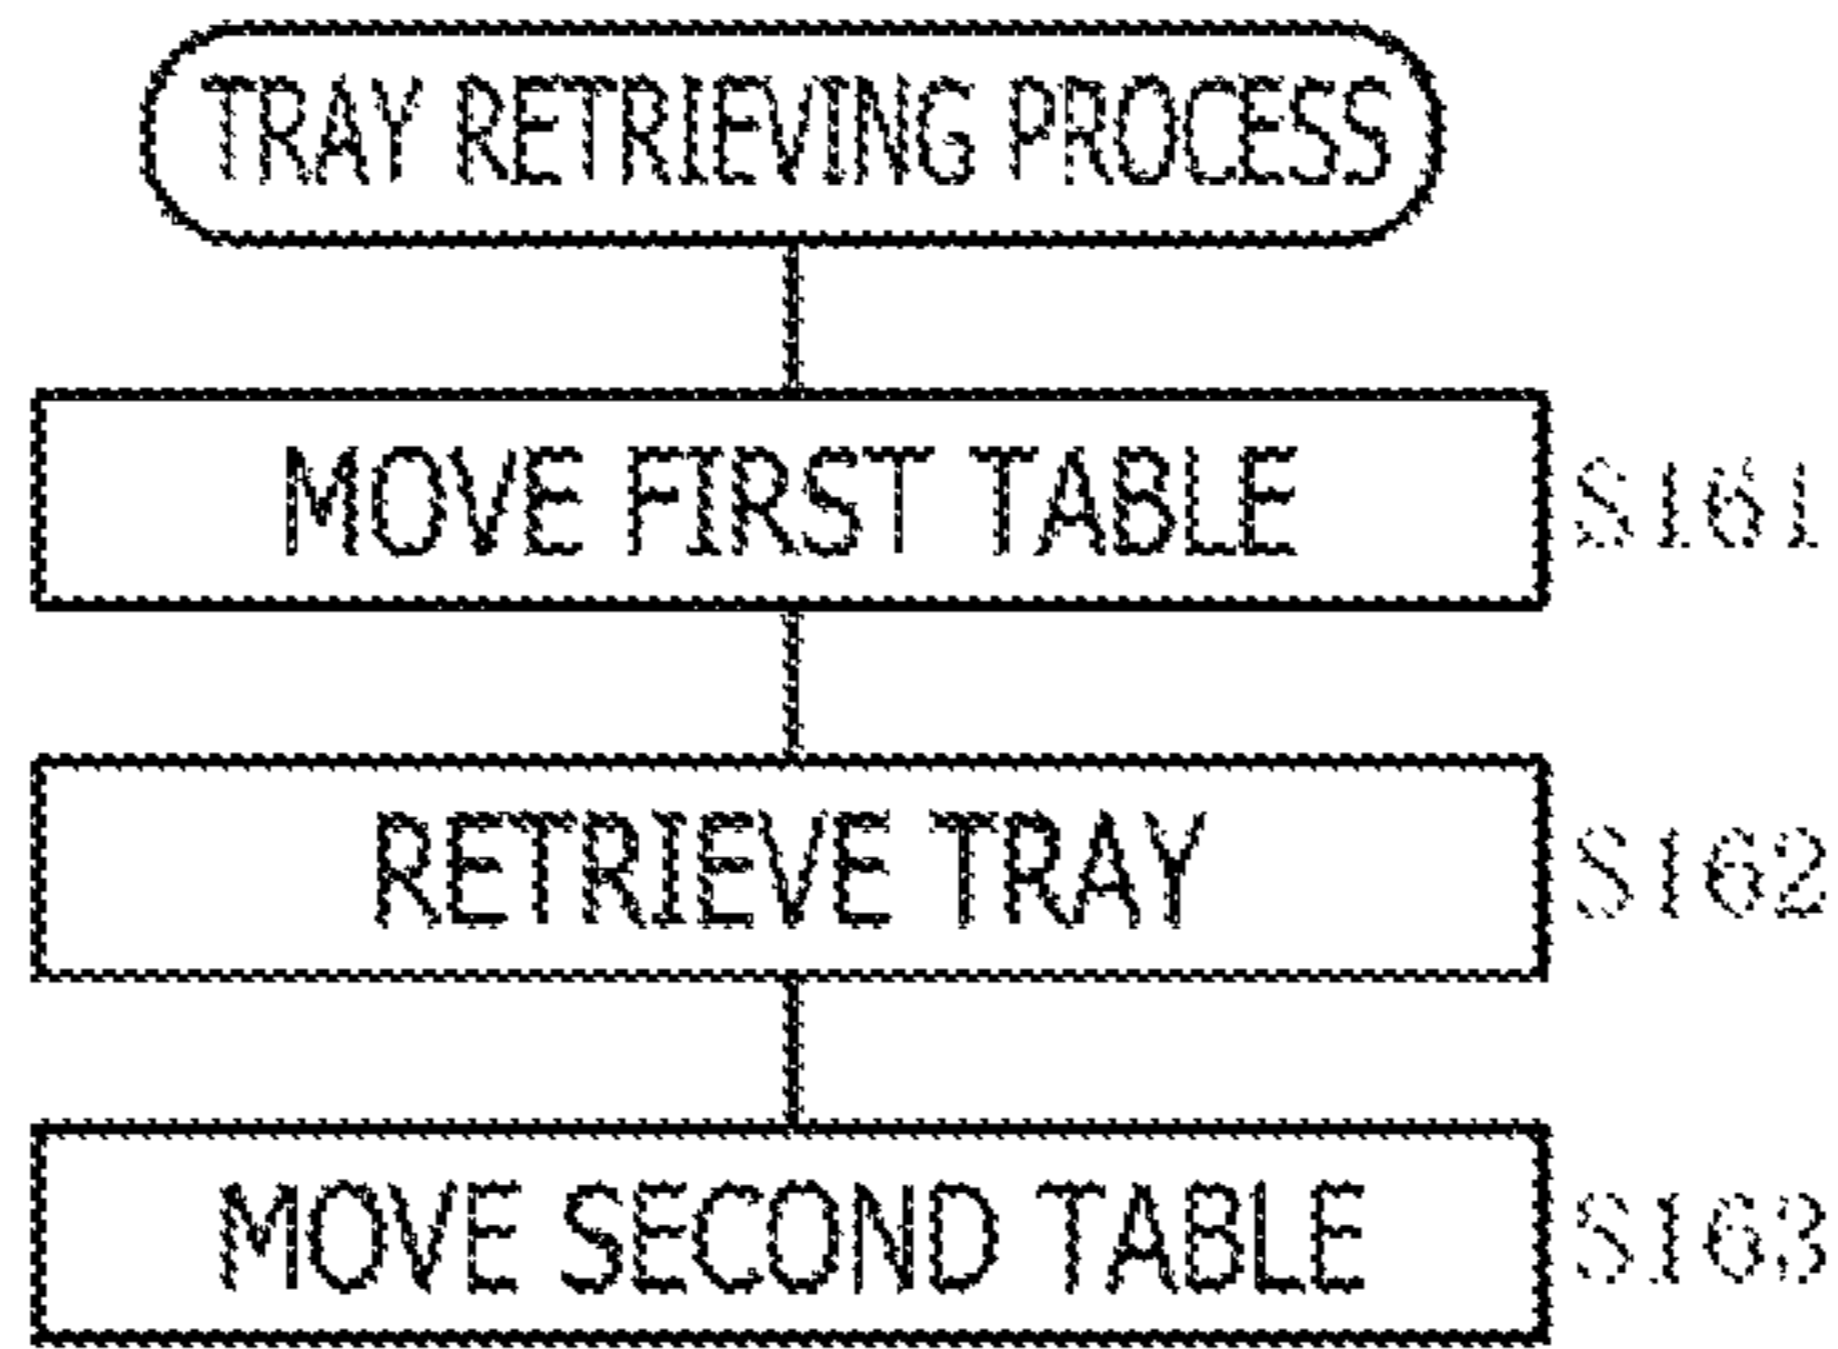 TRAY RETRIEVING PROCESS
MOVE FIRST TABLE S161
RETRIEVE TRAY S162
MOVE SECOND TABLE S163